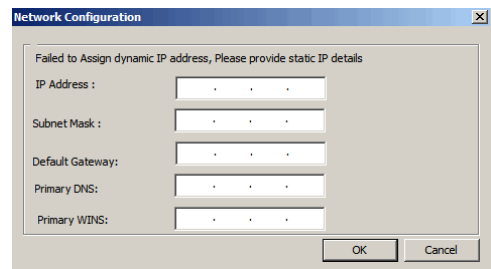 Network Configuration
Failed to Assign dynamic IP address, Please provide static IP details
IP Address :
Subnet Mask :
Default Gateway:
Primary DNS:
Primary WINS:
OK Cancel